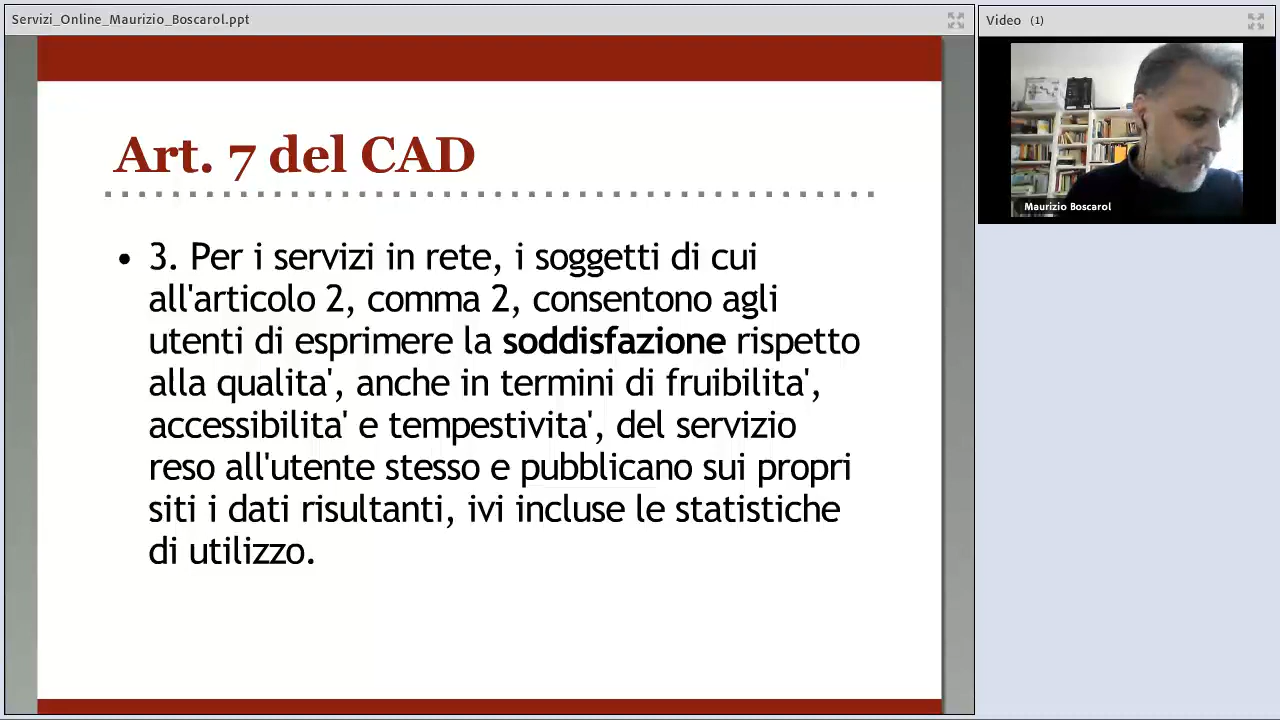 Servizi_Online_Maurizio_Boscarol.ppt
Video (1)
Maurizio Boscarol
Art. 7 del CAD
• 3. Per i servizi in rete, i soggetti di cui
all'articolo 2, comma 2, consentono agli
utenti di esprimere la soddisfazione rispetto
alla qualita', anche in termini di fruibilita',
accessibilita' e tempestivita', del servizio
reso all'utente stesso e pubblicano sui propri
siti i dati risultanti, ivi incluse le statistiche
di utilizzo.